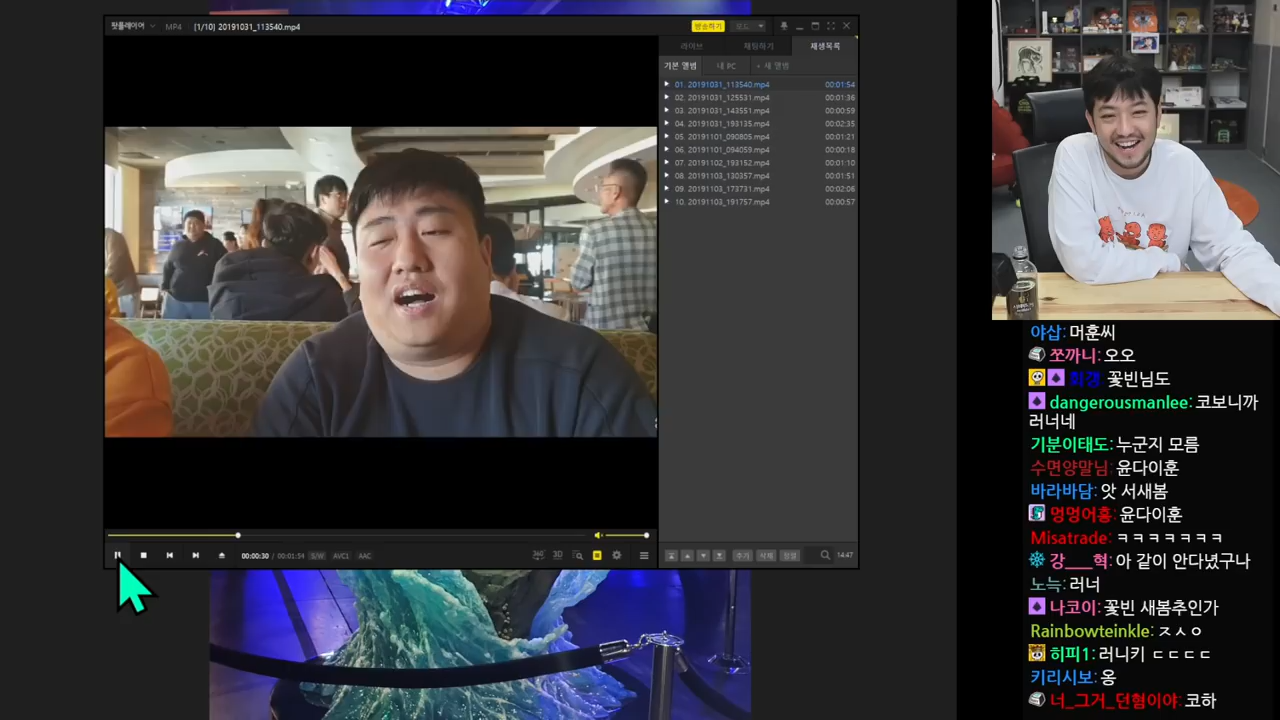 팟플레이어
MP4
[1/10] 20191031_113540.mp4
방송하기
라이브
채팅하기
재생목록
기본 앨범
내 PC
+ 새 앨범
01. 20191031_113540.mp4 00:01:54
02. 20191031_125531.mp4 00:01:36
03. 20191031_143551.mp4 00:00:59
04. 20191031_193135.mp4 00:02:35
05. 20191101_090805.mp4 00:01:21
06. 20191101_094059.mp4 00:00:18
07. 20191102_193152.mp4 00:01:10
08. 20191103_130357.mp4 00:01:51
09. 20191103_173731.mp4 00:02:06
10. 20191103_191757.mp4 00:00:57
00:00:30 / 00:01:54 S/W AVC1 AAC
360° 3D
추가 삭제 정렬
14:47
야삽: 머훈씨
쪼까니: 오오
꽃빈님도
dangerousmanlee: 코보니까
러너네
기분이태도: 누군지 모름
수면양말님: 윤다이훈
바라바담: 앗 서새봄
멍멍어흥: 윤다이훈
Misatrade: ㅋㅋㅋㅋㅋㅋㅋ
강___혁: 아 같이 안다녔구나
노늑: 러너
나코이: 꽃빈 새봄추인가
Rainbowteinkle: ㅈㅅㅇ
히피1: 러니키 ㄷㄷㄷㄷ
키리시보: 옹
너_그거_던혐이야: 코하